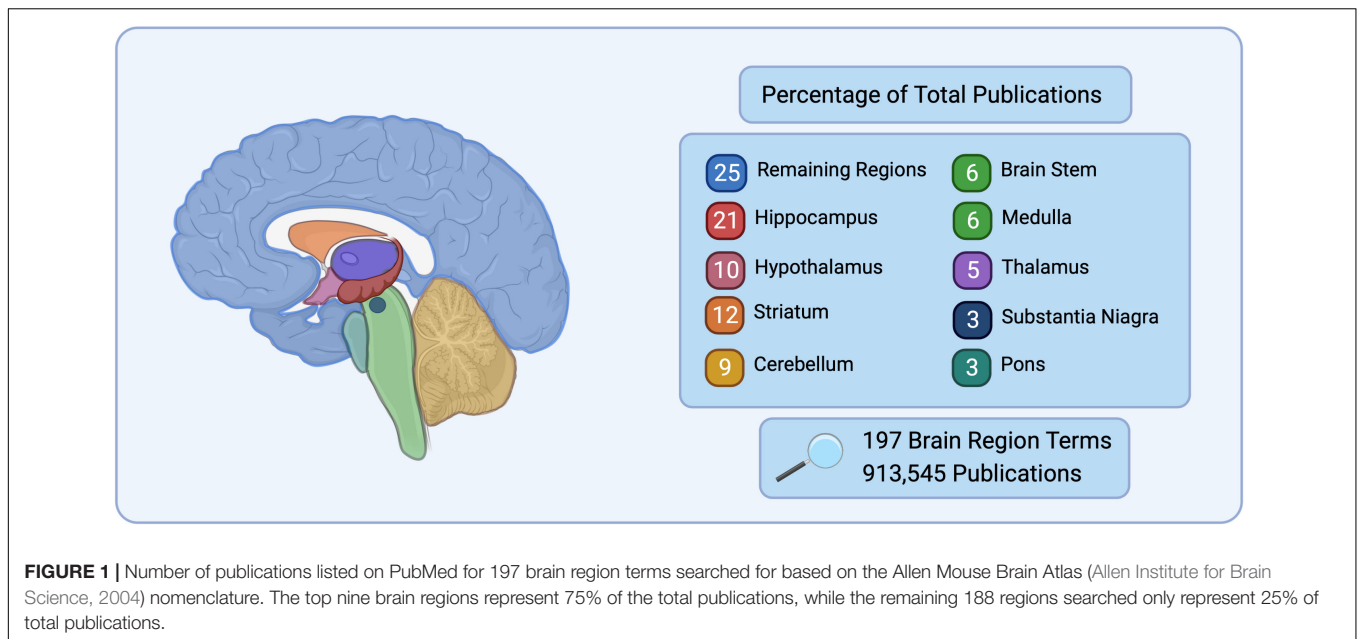 Percentage of Total Publications
25 Remaining Regions
21 Hippocampus
10 Hypothalamus
12 Striatum
9 Cerebellum
6 Brain Stem
6 Medulla
5 Thalamus
3 Substantia Niagra
3 Pons
197 Brain Region Terms
913,545 Publications
FIGURE 1 | Number of publications listed on PubMed for 197 brain region terms searched for based on the Allen Mouse Brain Atlas (Allen Institute for Brain
Science, 2004) nomenclature. The top nine brain regions represent 75% of the total publications, while the remaining 188 regions searched only represent 25% of
total publications.